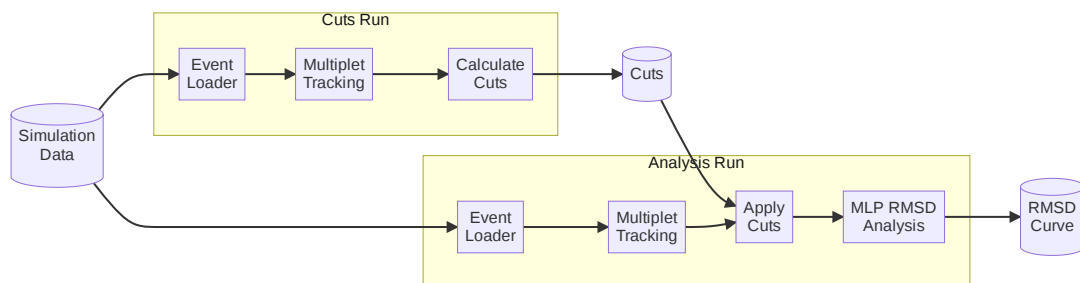 Cuts Run
Event
Loader
Multiplet
Tracking
Calculate
Cuts
Cuts
Simulation
Data
Analysis Run
Event
Loader
Multiplet
Tracking
Apply
Cuts
MLP RMSD
Analysis
RMSD
Curve